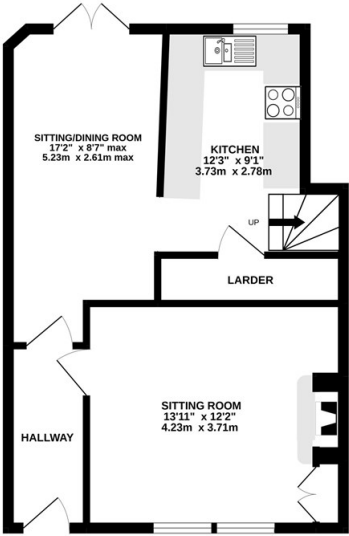 SITTING/DINING ROOM
17'2" x 8'7" max
5.23m x 2.61m max
KITCHEN
12'3" x 9'1"
3.73m x 2.78m
UP
LARDER
SITTING ROOM
13'11" x 12'2"
4.23m x 3.71m
HALLWAY